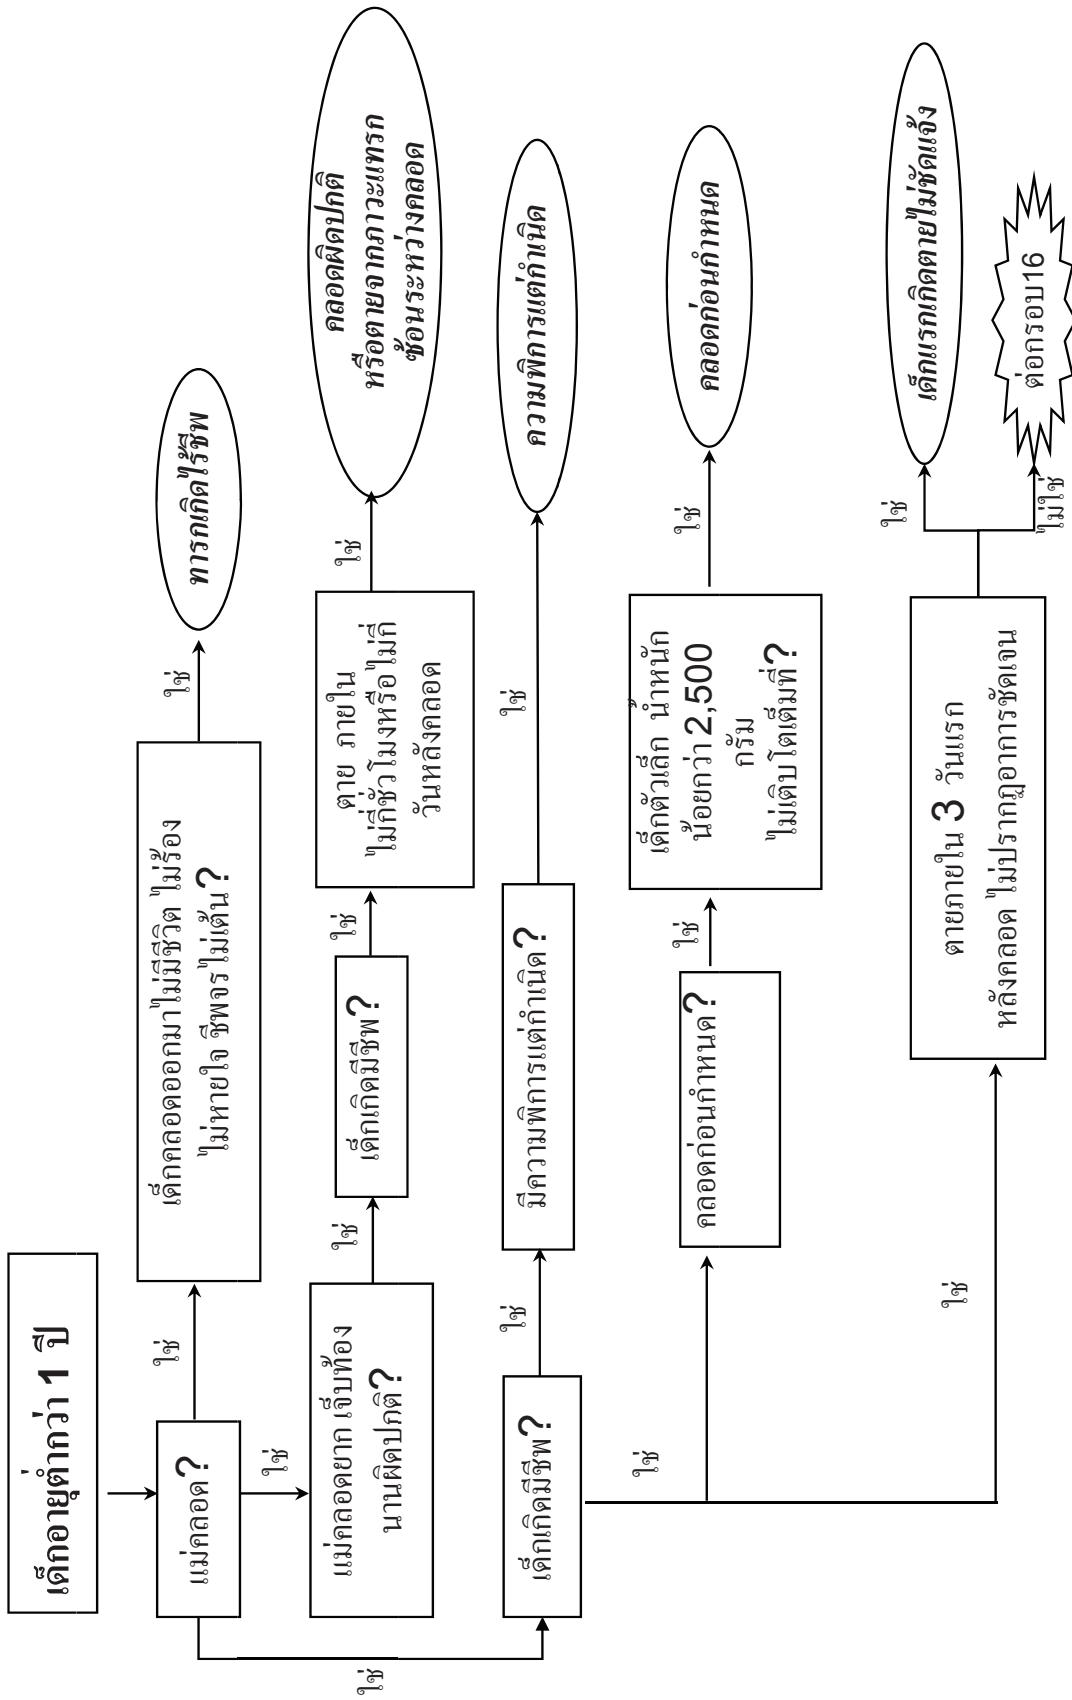 เด็กอายุต่ำกว่า 1 ปี
แม่คลอด?
ใช่
เด็กคลอดออกมาไม่มีชีวิต ไม่ร้อง
ไม่หายใจ ชีพจร ไม่เต้น?
ใช่
ทารกเกิดไร้ชีพ
ใช่
แม่คลอดยาก เจ็บท้อง
นานผิดปกติ?
ใช่
เด็กเกิดมีชีพ?
ใช่
ตาย ภายใน
ไม่กี่ชั่วโมงหรือ ไม่กี่
วันหลังคลอด
ใช่
คลอดผิดปกติ
หรือตายจากภาวะแทรก
ซ้อนระหว่างคลอด
ใช่
เด็กเกิดมีชีพ?
ใช่
มีความพิการแต่กำเนิด?
ใช่
ความพิการแต่กำเนิด
ใช่
คลอดก่อนกำหนด?
ใช่
เด็กตัวเล็ก น้ำหนัก
น้อยกว่า 2,500
กรัม
ไม่เติบโตเต็มที่?
ใช่
คลอดก่อนกำหนด
ใช่
ตายภายใน 3 วันแรก
หลังคลอด ไม่ปรากฏอาการชัดเจน
ใช่
เด็กแรกเกิดตายไม่ชัดแจ้ง
ไม่ใช่
ต่อกรอบ16